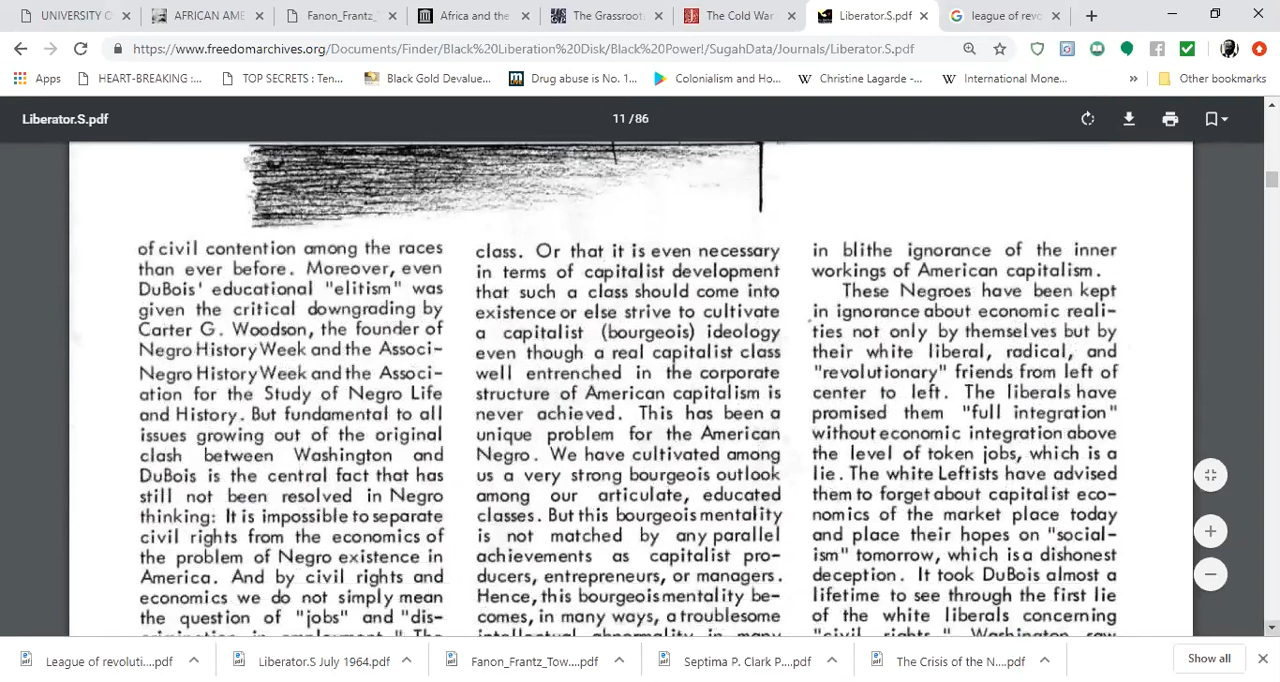 UNIVERSITY O
AFRICAN AME
Fanon_Frantz_
Africa and the
The Grassroot
The Cold War
Liberator.S.pdf
league of revo
https://www.freedomarchives.org/Documents/Finder/Black%20Liberation%20Disk/Black%20Power!/SugahData/Journals/Liberator.S.pdf
Apps
HEART-BREAKING :...
TOP SECRETS : Ten...
Black Gold Devalue...
Drug abuse is No. 1...
Colonialism and Ho...
Christine Lagarde -...
International Mone...
»
Other bookmarks
Liberator.S.pdf
11 / 86
of civil contention among the races
than ever before. Moreover, even
DuBois' educational "elitism" was
given the critical downgrading by
Carter G. Woodson, the founder of
Negro History Week and the Associ-
Negro History Week and the Associ-
ation for the Study of Negro Life
and History. But fundamental to all
issues growing out of the original
clash between Washington and
DuBois is the central fact that has
still not been resolved in Negro
thinking: It is impossible to separate
civil rights from the economics of
the problem of Negro existence in
America. And by civil rights and
economics we do not simply mean
the question of "jobs" and "dis-
crimination in employment." The
class. Or that it is even necessary
in terms of capitalist development
that such a class should come into
existence or else strive to cultivate
a capitalist (bourgeois) ideology
even though a real capitalist class
well entrenched in the corporate
structure of American capitalism is
never achieved. This has been a
unique problem for the American
Negro. We have cultivated among
us a very strong bourgeois outlook
among our articulate, educated
classes. But this bourgeois mentality
is not matched by any parallel
achievements as capitalist pro-
ducers, entrepreneurs, or managers.
Hence, this bourgeois mentality be-
comes, in many ways, a troublesome
intellectual abnormality in many
in blithe ignorance of the inner
workings of American capitalism.
These Negroes have been kept
in ignorance about economic reali-
ties not only by themselves but by
their white liberal, radical, and
"revolutionary" friends from left of
center to left. The liberals have
promised them "full integration"
without economic integration above
the level of token jobs, which is a
lie. The white Leftists have advised
them to forget about capitalist eco-
nomics of the market place today
and place their hopes on "social-
ism" tomorrow, which is a dishonest
deception. It took DuBois almost a
lifetime to see through the first lie
of the white liberals concerning
"civil rights." Washington saw
League of revoluti....pdf
Liberator.S July 1964.pdf
Fanon_Frantz_Tow....pdf
Septima P. Clark P....pdf
The Crisis of the N....pdf
Show all